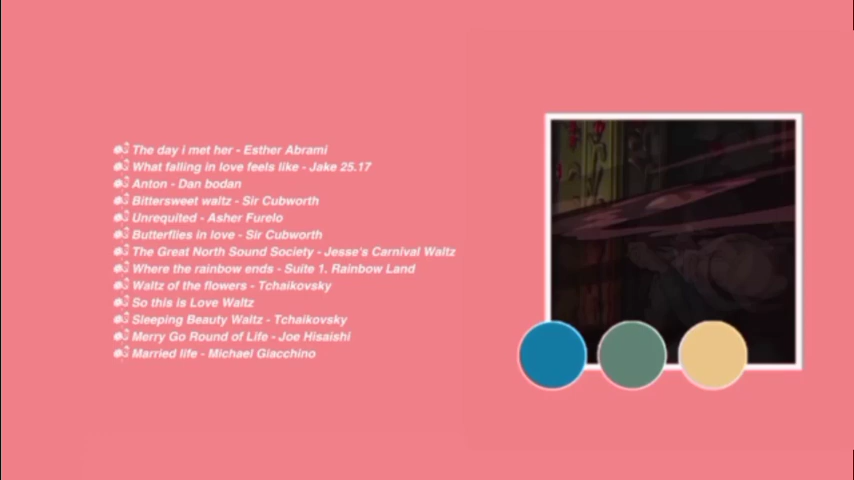 The day i met her - Esther Abrami
What falling in love feels like - Jake 25.17
Anton - Dan bodan
Bittersweet waltz - Sir Cubworth
Unrequited - Asher Furelo
Butterflies in love - Sir Cubworth
The Great North Sound Society - Jesse's Carnival Waltz
Where the rainbow ends - Suite 1. Rainbow Land
Waltz of the flowers - Tchaikovsky
So this is Love Waltz
Sleeping Beauty Waltz - Tchaikovsky
Merry Go Round of Life - Joe Hisaishi
Married life - Michael Giacchino